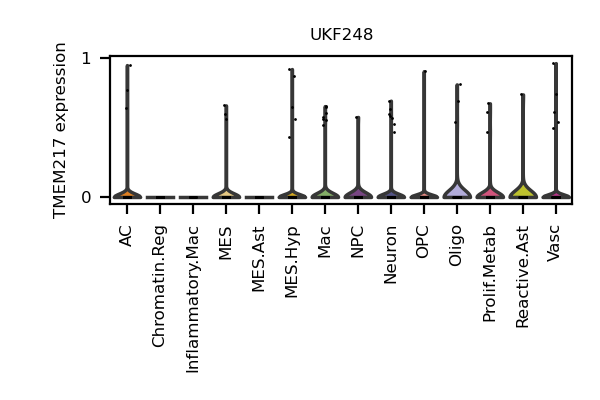 UKF248
TMEM217 expression
1
0
AC
Chromatin.Reg
Inflammatory.Mac
MES
MES.Ast
MES.Hyp
Mac
NPC
Neuron
OPC
Oligo
Prolif.Metab
Reactive.Ast
Vasc